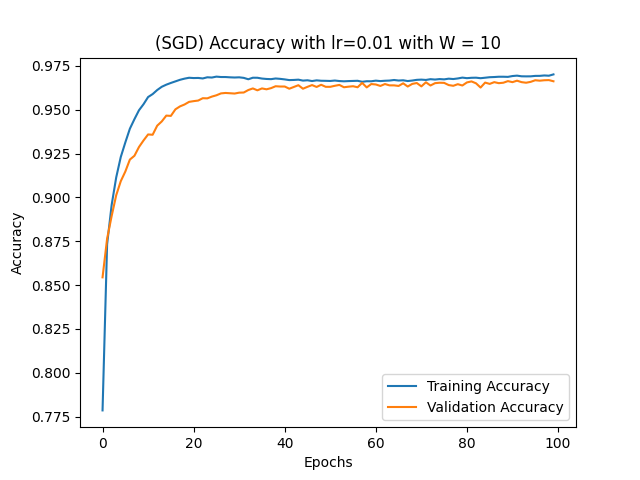 (SGD) Accuracy with lr=0.01 with W = 10
0.975
0.950
0.925
0.900
0.875
0.850
0.825
0.800
0.775
Accuracy
Training Accuracy
Validation Accuracy
0 20 40 60 80 100
Epochs